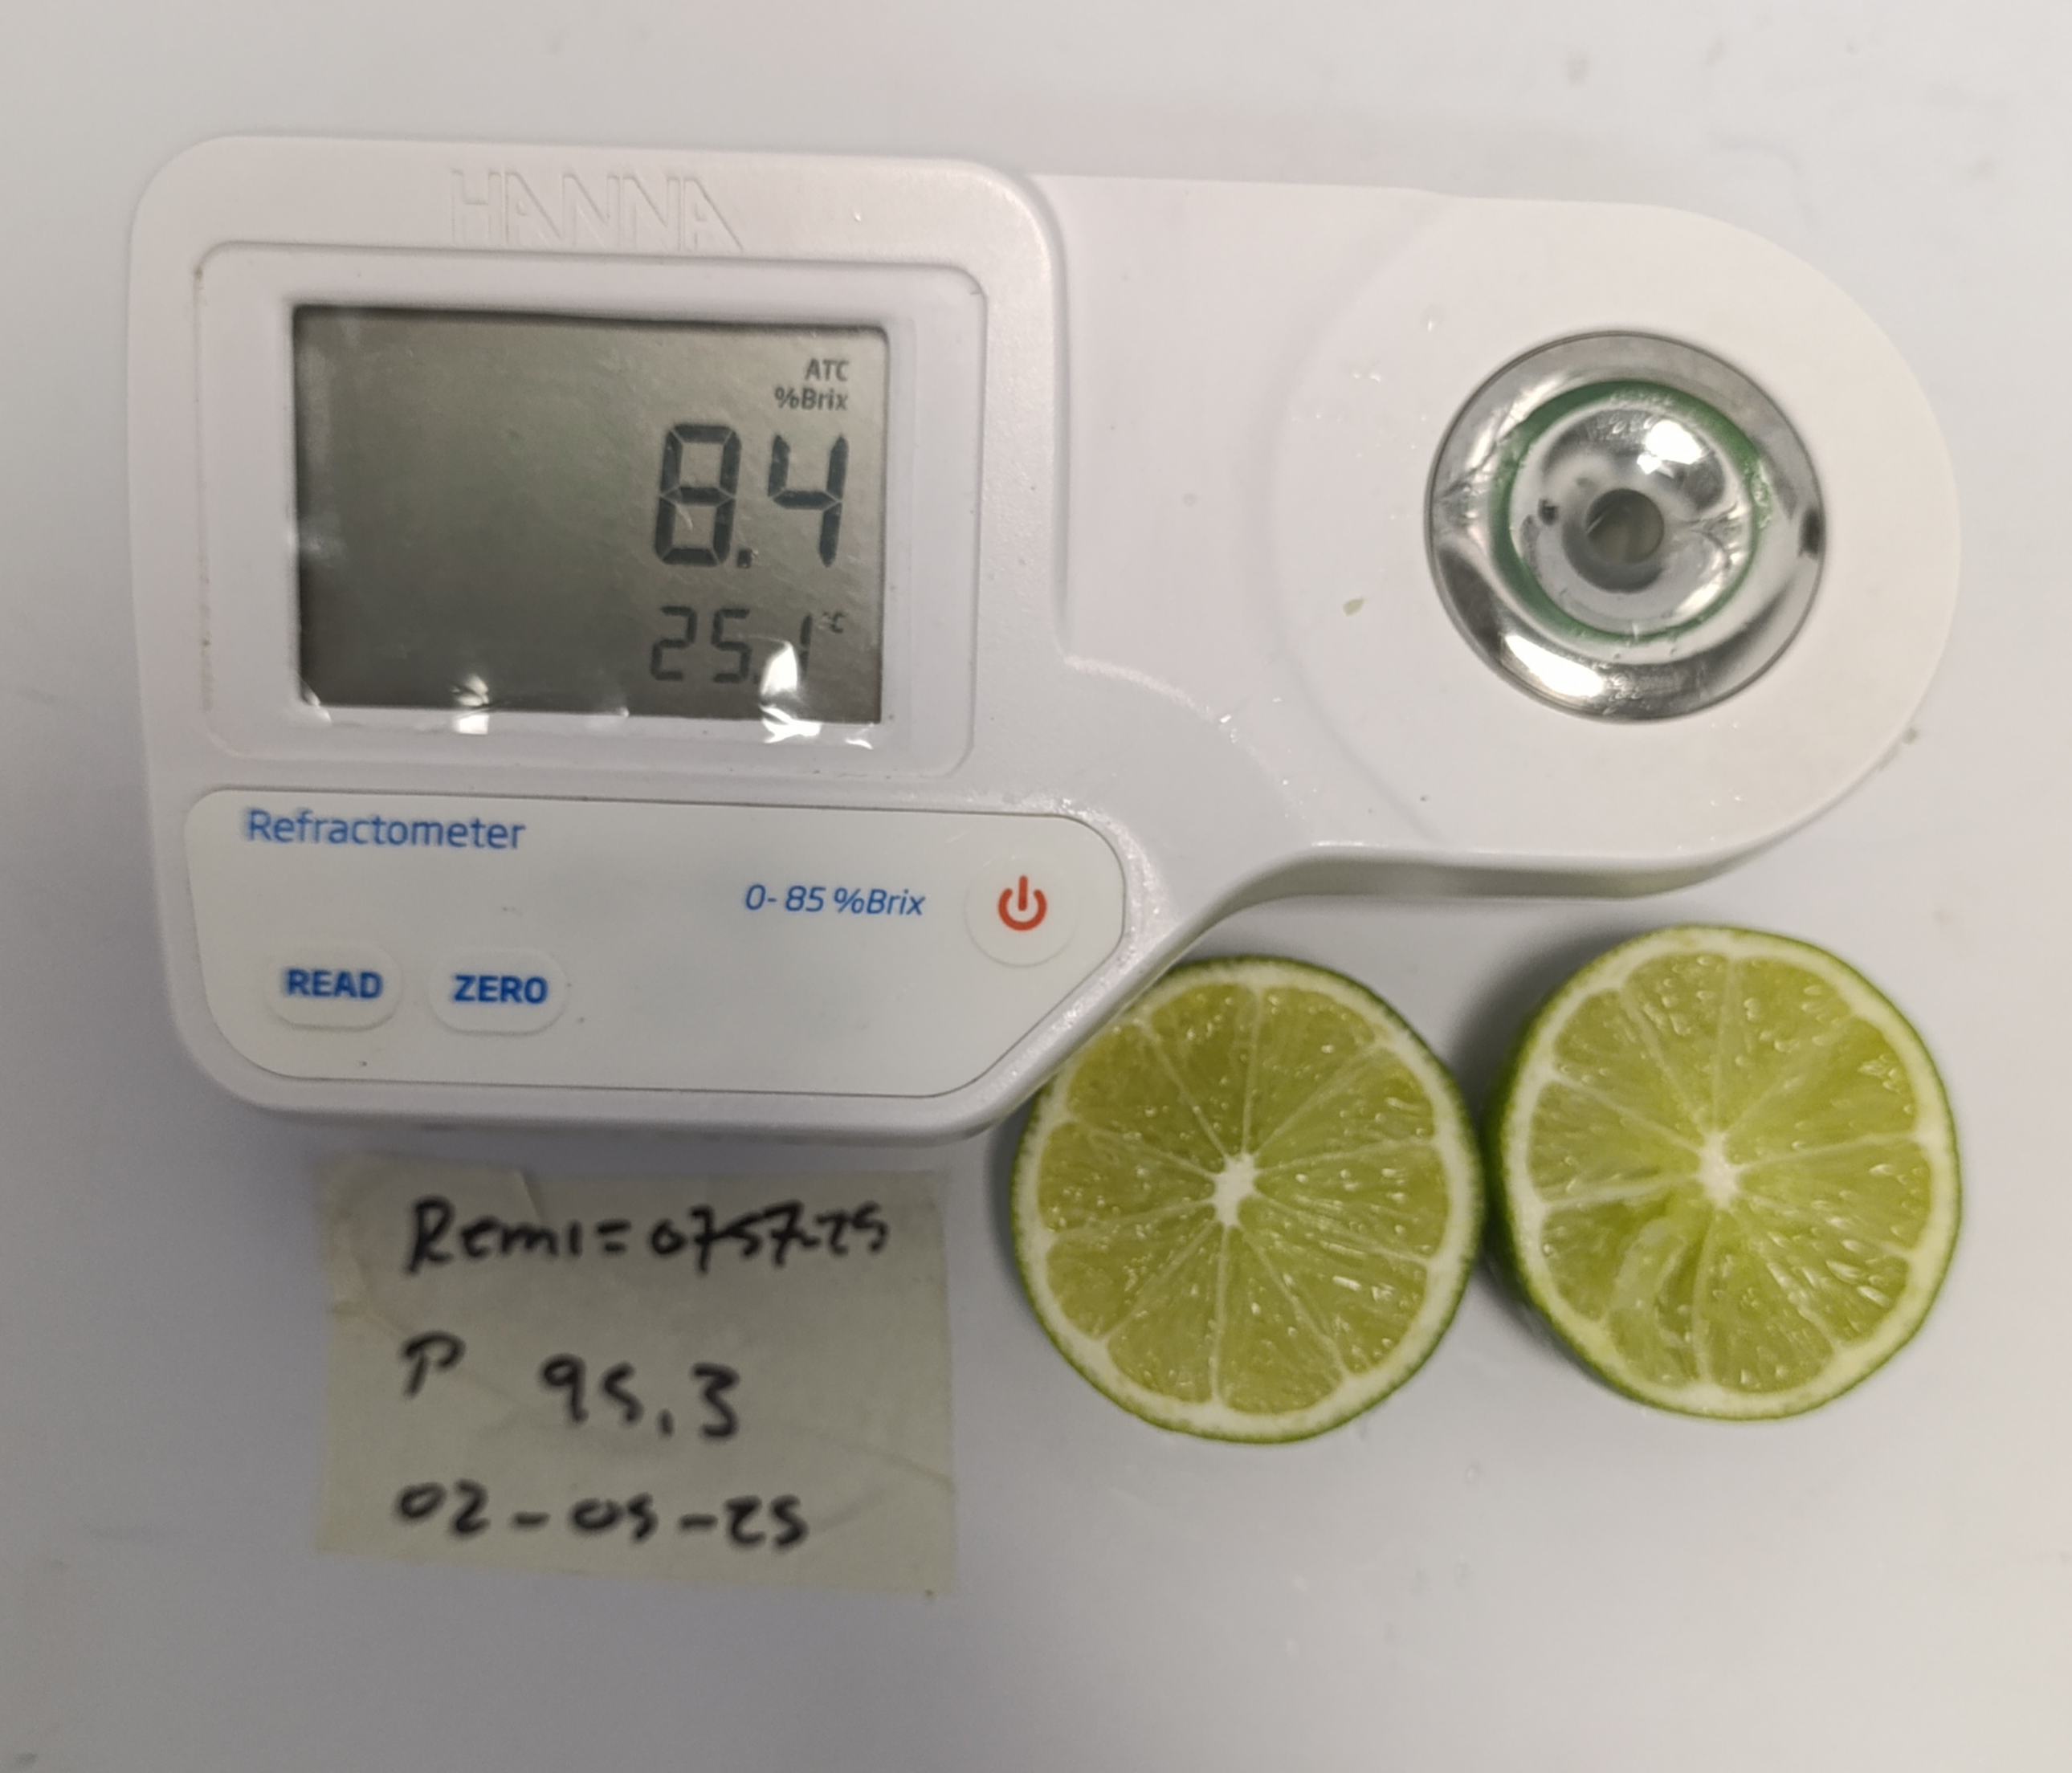 HANNA
ATC
%Brix
8.4
25.1 °C
Refractometer
0-85 %Brix
READ ZERO
Remi=0757-25
P 95.3
02-05-25